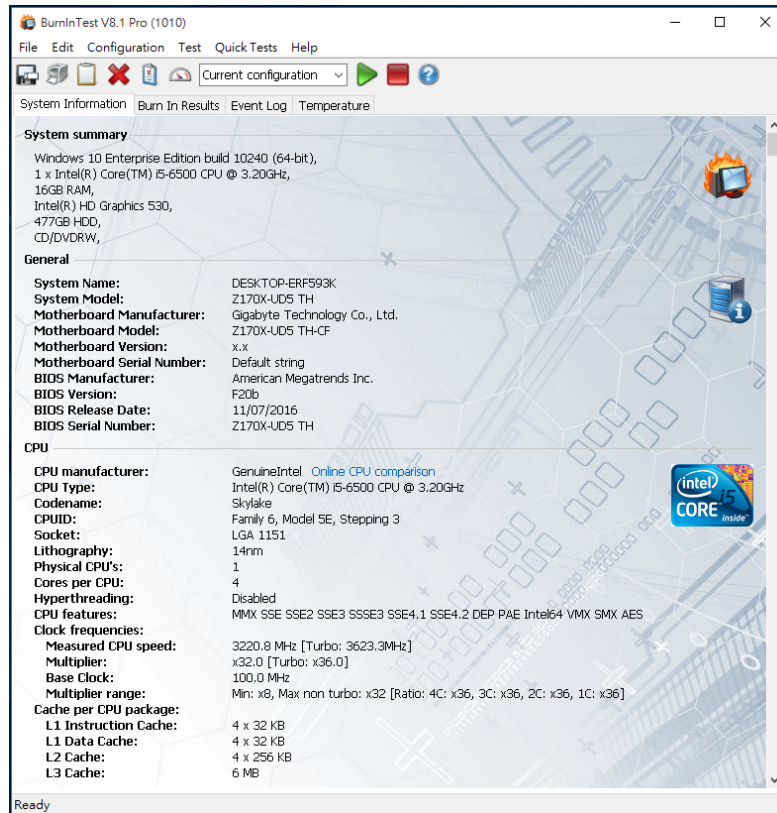 BurnInTest V8.1 Pro (1010)
File Edit Configuration Test Quick Tests Help
Current configuration
System Information Burn In Results Event Log Temperature
System summary
Windows 10 Enterprise Edition build 10240 (64-bit),
1 x Intel(R) Core(TM) i5-6500 CPU @ 3.20GHz,
16GB RAM,
Intel(R) HD Graphics 530,
477GB HDD,
CD/DVDRW,
General
System Name: DESKTOP-ERF593K
System Model: Z170X-UD5 TH
Motherboard Manufacturer: Gigabyte Technology Co., Ltd.
Motherboard Model: Z170X-UD5 TH-CF
Motherboard Version: x.x
Motherboard Serial Number: Default string
BIOS Manufacturer: American Megatrends Inc.
BIOS Version: F20b
BIOS Release Date: 11/07/2016
BIOS Serial Number: Z170X-UD5 TH
CPU
CPU manufacturer: GenuineIntel Online CPU comparison
CPU Type: Intel(R) Core(TM) i5-6500 CPU @ 3.20GHz
Codename: Skylake
CPUID: Family 6, Model 5E, Stepping 3
Socket: LGA 1151
Lithography: 14nm
Physical CPU's: 1
Cores per CPU: 4
Hyperthreading: Disabled
CPU features: MMX SSE SSE2 SSE3 SSSE3 SSE4.1 SSE4.2 DEP PAE Intel64 VMX SMX AES
Clock frequencies:
Measured CPU speed: 3220.8 MHz [Turbo: 3623.3MHz]
Multiplier: x32.0 [Turbo: x36.0]
Base Clock: 100.0 MHz
Multiplier range: Min: x8, Max non turbo: x32 [Ratio: 4C: x36, 3C: x36, 2C: x36, 1C: x36]
Cache per CPU package:
L1 Instruction Cache: 4 x 32 KB
L1 Data Cache: 4 x 32 KB
L2 Cache: 4 x 256 KB
L3 Cache: 6 MB
intel i5
CORE inside
Ready